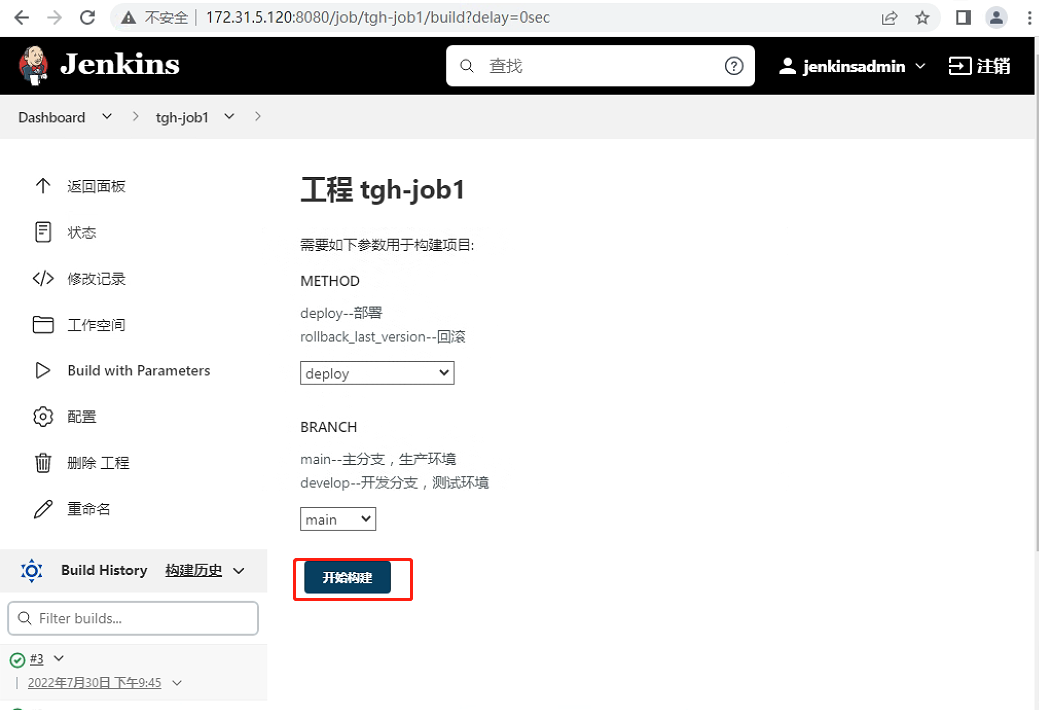 不安全 172.31.5.120:8080/job/tgh-job1/build?delay=0sec
Jenkins
查找
jenkinsadmin
注销
Dashboard
tgh-job1
返回面板
状态
修改记录
工作空间
Build with Parameters
配置
删除 工程
重命名
Build History 构建历史
Filter builds...
#3
2022年7月30日 下午9:45
工程 tgh-job1
需要如下参数用于构建项目:
METHOD
deploy--部署
rollback_last_version--回滚
deploy
BRANCH
main--主分支，生产环境
develop--开发分支，测试环境
main
开始构建